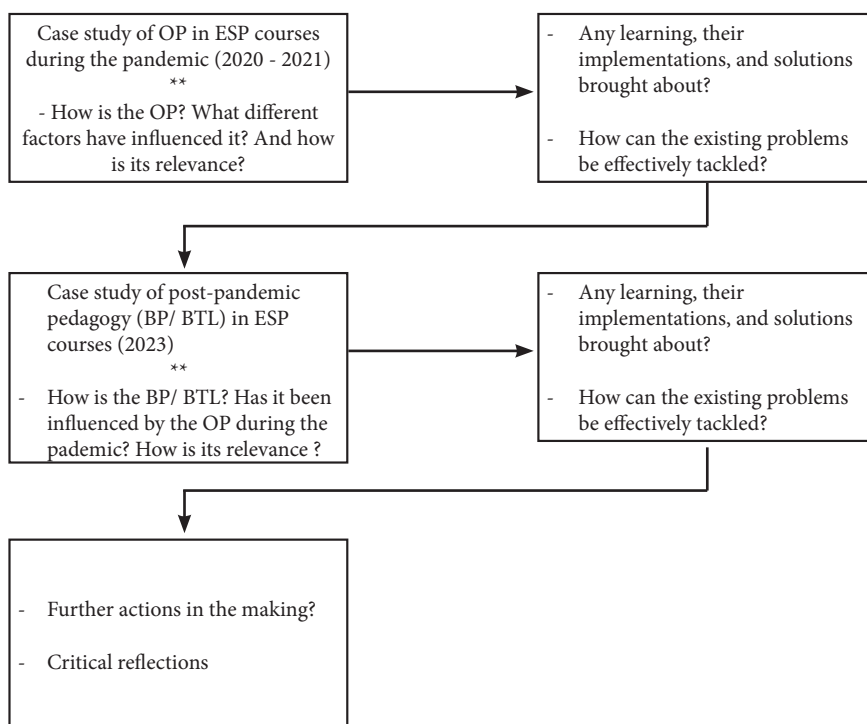 Case study of OP in ESP courses
during the pandemic (2020 - 2021)
**
- How is the OP? What different
factors have influenced it? And how
is its relevance?
- Any learning, their
implementations, and solutions
brought about?
- How can the existing problems
be effectively tackled?
Case study of post-pandemic
pedagogy (BP/ BTL) in ESP
courses (2023)
**
- How is the BP/ BTL? Has it been
influenced by the OP during the
pademic? How is its relevance ?
- Any learning, their
implementations, and solutions
brought about?
- How can the existing problems
be effectively tackled?
- Further actions in the making?
- Critical reflections